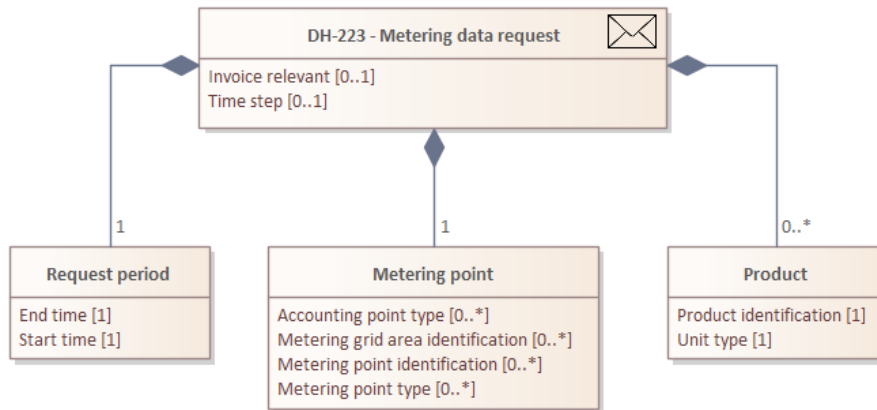 DH-223 - Metering data request
Invoice relevant [0..1]
Time step [0..1]
1
1
0..*
Request period
End time [1]
Start time [1]
Metering point
Accounting point type [0..*]
Metering grid area identification [0..*]
Metering point identification [0..*]
Metering point type [0..*]
Product
Product identification [1]
Unit type [1]